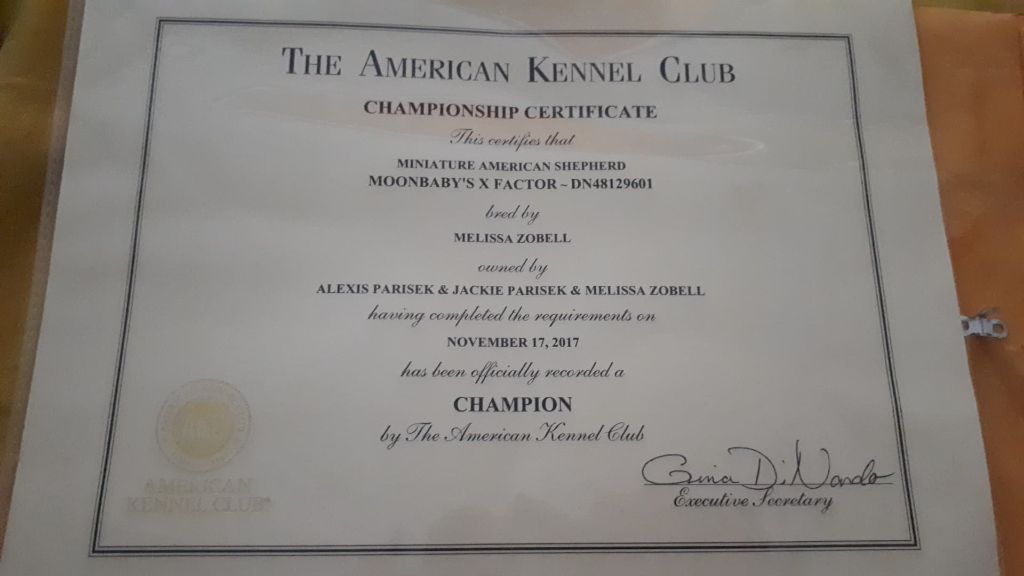 THE AMERICAN KENNEL CLUB
CHAMPIONSHIP CERTIFICATE
This certifies that
MINIATURE AMERICAN SHEPHERD
MOONBABY'S X FACTOR ~ DN48129601
bred by
MELISSA ZOBELL
owned by
ALEXIS PARISEK & JACKIE PARISEK & MELISSA ZOBELL
having completed the requirements on
NOVEMBER 17, 2017
has been officially recorded a
CHAMPION
by The American Kennel Club
Gina DiNardo
Executive Secretary
AMERICAN
KENNEL CLUB®